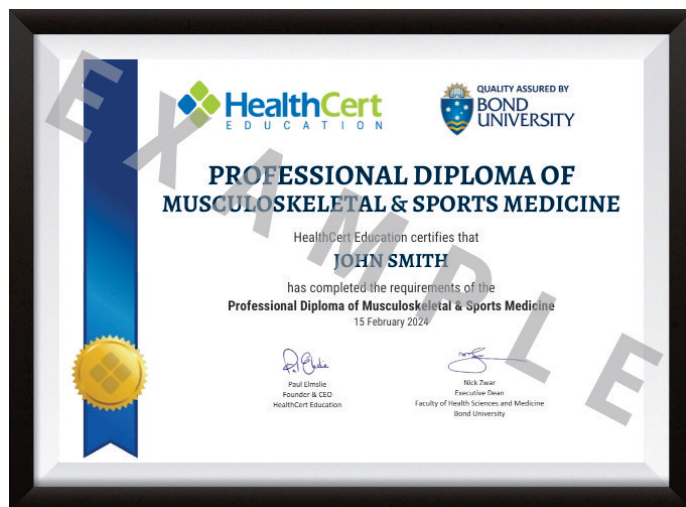 HealthCert
EDUCATION
QUALITY ASSURED BY
BOND
UNIVERSITY
PROFESSIONAL DIPLOMA OF
MUSCULOSKELETAL & SPORTS MEDICINE
HealthCert Education certifies that
JOHN SMITH
has completed the requirements of the
Professional Diploma of Musculoskeletal & Sports Medicine
15 February 2024
Paul Elmslie
Founder & CEO
HealthCert Education
Nick Zwar
Executive Dean
Faculty of Health Sciences and Medicine
Bond University
EXAMPLE